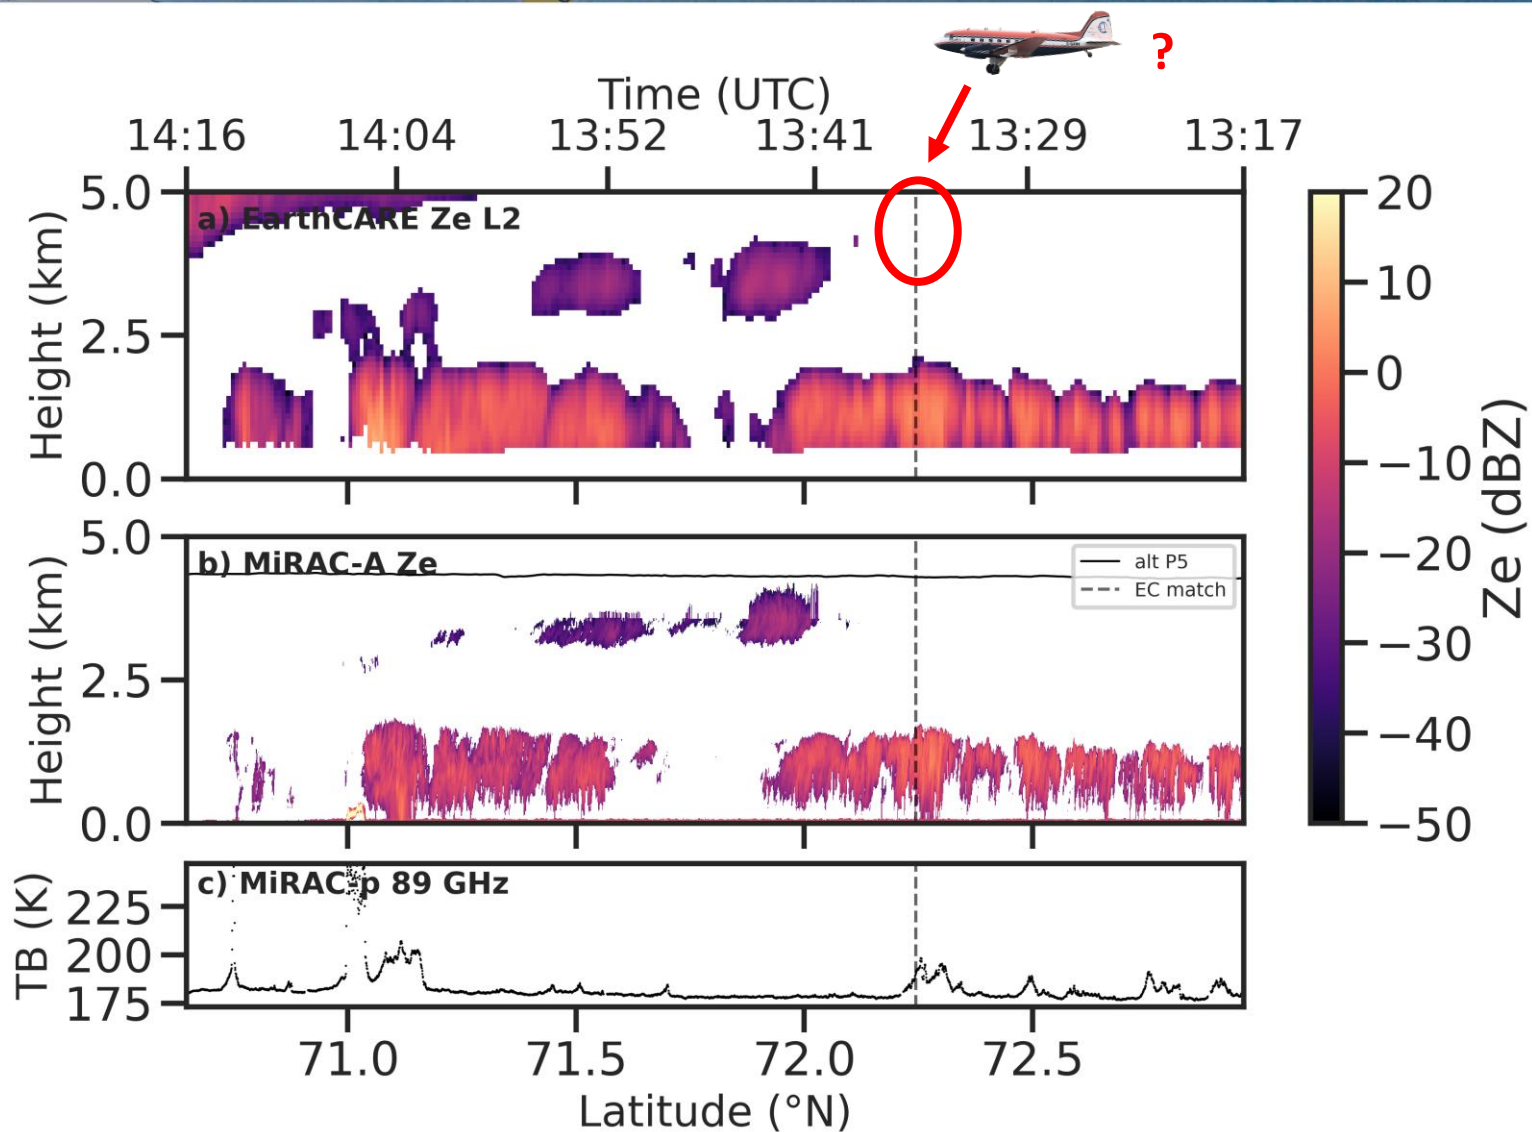 ?
Time (UTC)
14:16 14:04 13:52 13:41 13:29 13:17
a) EarthCARE Ze L2
Height (km)
5.0
2.5
0.0
b) MiRAC-A Ze
alt P5
EC match
Height (km)
5.0
2.5
0.0
c) MiRAC-p 89 GHz
TB (K)
225
200
175
71.0 71.5 72.0 72.5
Latitude (°N)
20
10
0
−10
−20
−30
−40
−50
Ze (dBZ)